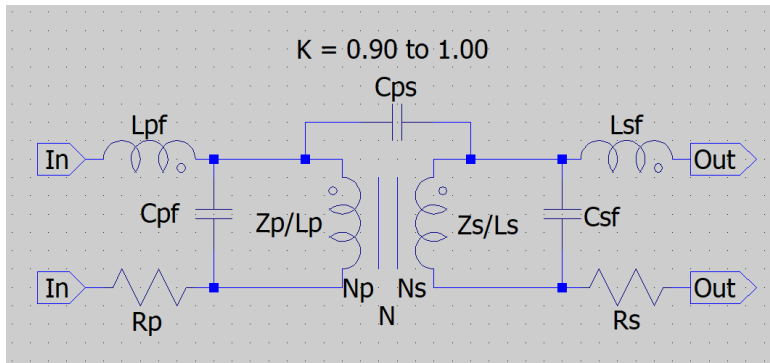 K = 0.90 to 1.00
Cps
Lpf
Lsf
In
Out
Cpf
Zp/Lp
Zs/Ls
Csf
In
Np
Ns
Out
Rp
N
Rs